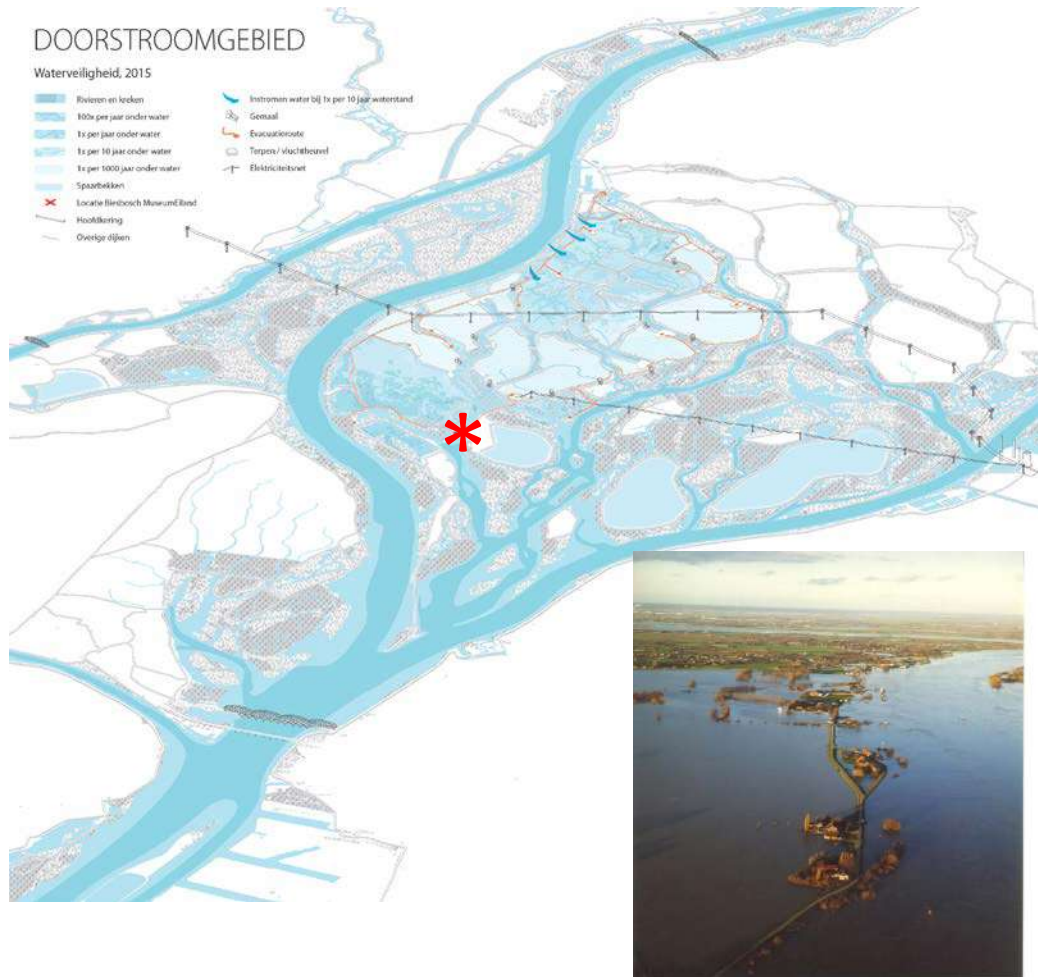 DOORSTROOMGEBIED
Waterveiligheid, 2015
Rivieren en kreken
100x per jaar onder water
1x per jaar onder water
1x per 10 jaar onder water
1x per 1000 jaar onder water
Spaarbekken
Locatie Biesbosch MuseumEiland
Hoofdkering
Overige dijken
Instromen water bij 1x per 10 jaar waterstand
Gemaal
Evacuatieroute
Terpen / vluchtheuvel
Elektriciteitsnet